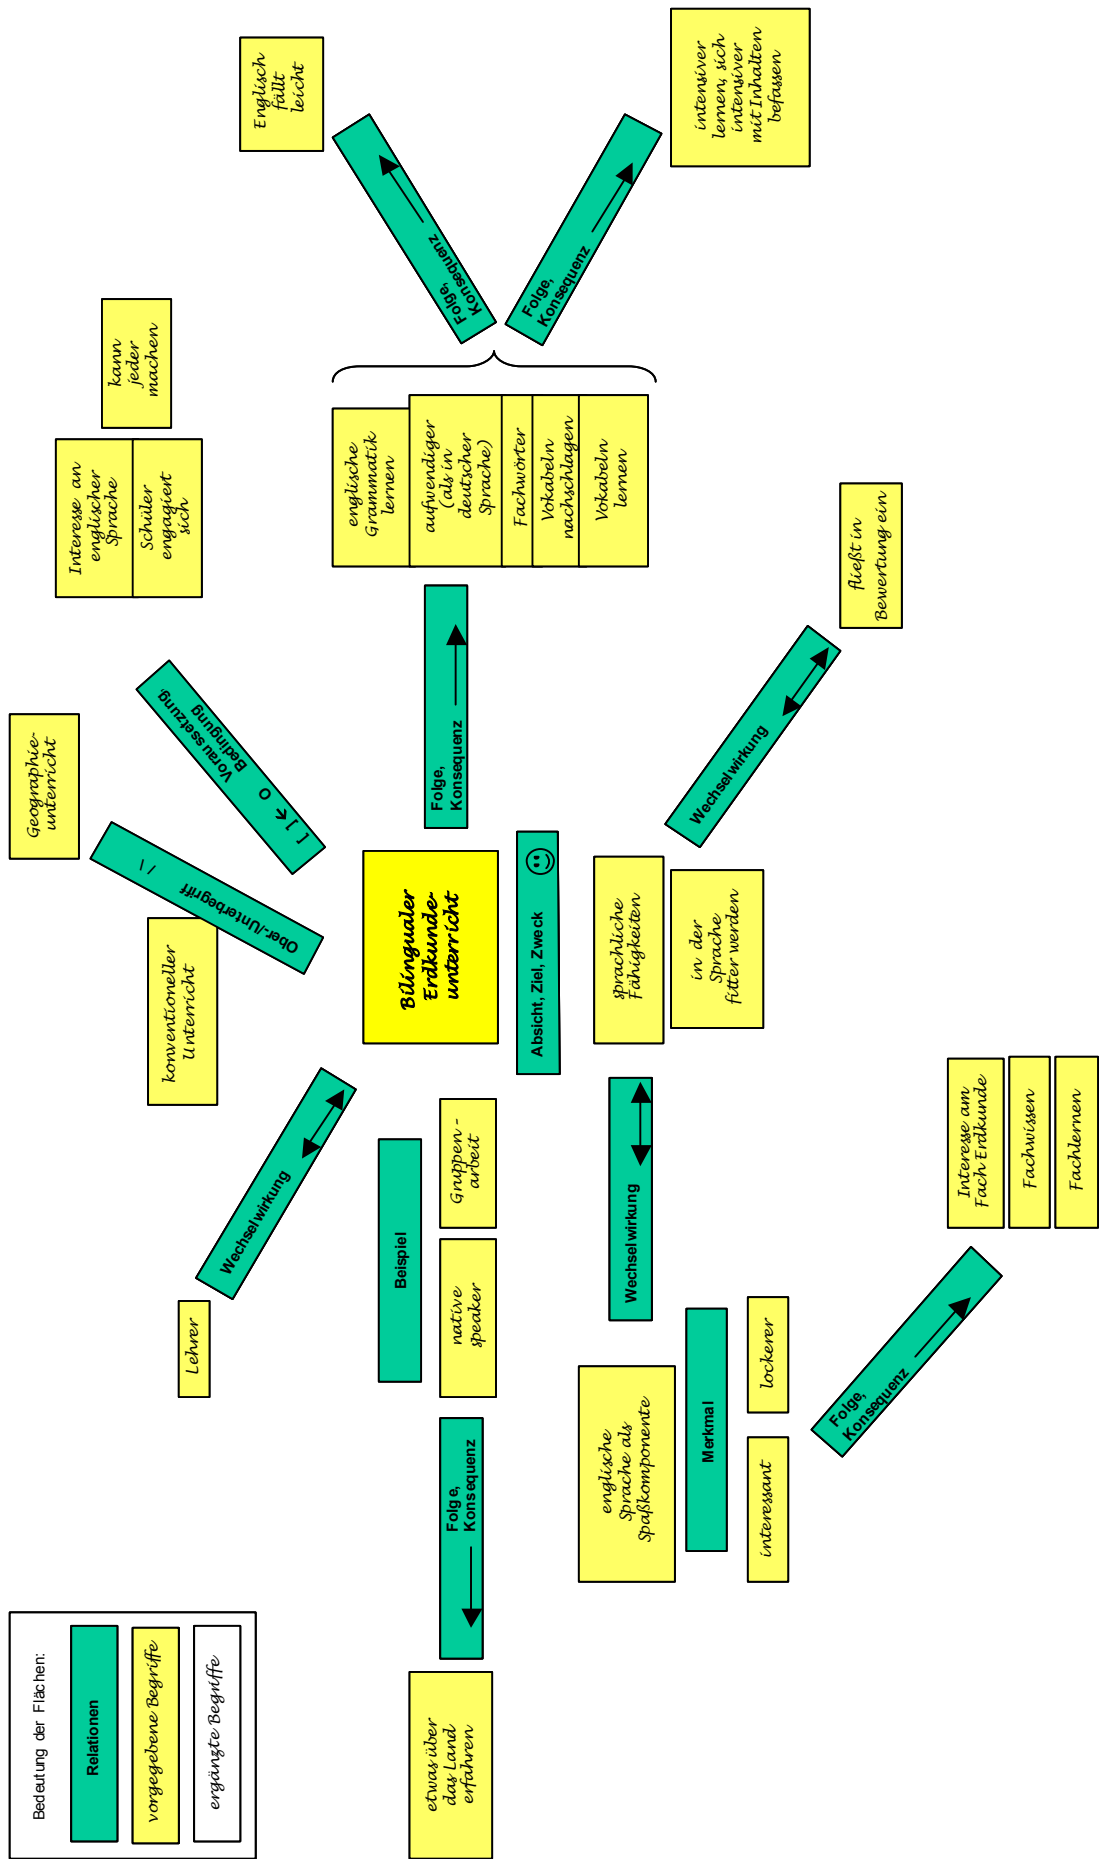 Bedeutung der Flächen:
Relationen
vorgegebene Begriffe
ergänzte Begriffe
Geographie-
unterricht
Interesse an
englischer
Sprache
Schüler
engagiert
sich
kann
jeder
machen
Englisch
fällt
leicht
konventioneller
Unterricht
Ober-/Unterbegriff / \
Voraussetzung,
Bedingung
[ ] ← O
Lehrer
Wechselwirkung
Bilingualer
Erdkunde-
unterricht
Folge,
Konsequenz
englische
Grammatik
lernen
aufwendiger
(als in
deutscher
Sprache)
Fachwörter
Vokabeln
nachschlagen
Vokabeln
lernen
Folge,
Konsequenz
Folge,
Konsequenz
intensiver
lernen, sich
intensiver
mit Inhalten
befassen
Beispiel
native
speaker
Gruppen-
arbeit
Folge,
Konsequenz
etwas über
das Land
erfahren
Absicht, Ziel, Zweck
sprachliche
Fähigkeiten
in der
Sprache
fitter werden
Wechselwirkung
fließt in
Bewertung ein
Wechselwirkung
englische
Sprache als
Spaßkomponente
Merkmal
interessant
lockerer
Folge,
Konsequenz
Interesse am
Fach Erdkunde
Fachwissen
Fachlernen